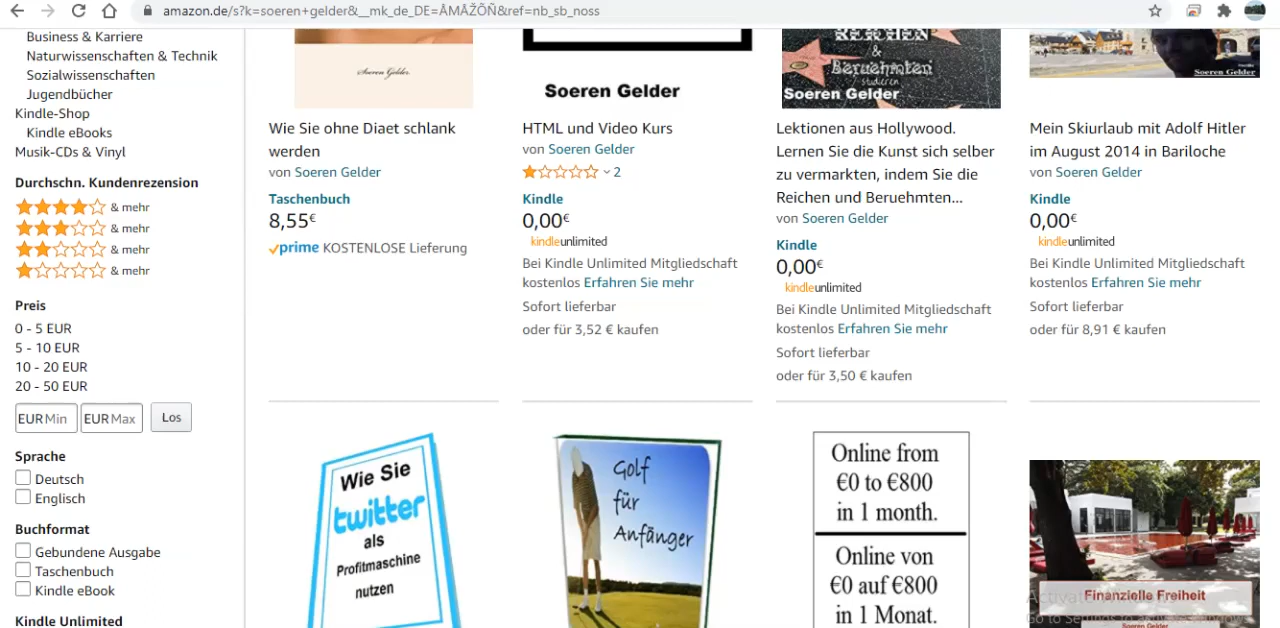 amazon.de/s?k=soeren+gelder&__mk_de_DE=ÅMÅŽÕÑ&ref=nb_sb_noss
Business & Karriere
Naturwissenschaften & Technik
Sozialwissenschaften
Jugendbücher
Kindle-Shop
Kindle eBooks
Musik-CDs & Vinyl
Durchschn. Kundenrezension
& mehr
& mehr
& mehr
& mehr
Preis
0 - 5 EUR
5 - 10 EUR
10 - 20 EUR
20 - 50 EUR
EUR Min EUR Max Los
Sprache
Deutsch
Englisch
Buchformat
Gebundene Ausgabe
Taschenbuch
Kindle eBook
Kindle Unlimited
Soeren Gelder
Wie Sie ohne Diaet schlank
werden
von Soeren Gelder
Taschenbuch
8,55€
prime KOSTENLOSE Lieferung
Soeren Gelder
HTML und Video Kurs
von Soeren Gelder
2
Kindle
0,00€
kindleunlimited
Bei Kindle Unlimited Mitgliedschaft
kostenlos Erfahren Sie mehr
Sofort lieferbar
oder für 3,52 € kaufen
REICHEN
&
Beruehmten
studieren
Soeren Gelder
Lektionen aus Hollywood.
Lernen Sie die Kunst sich selber
zu vermarkten, indem Sie die
Reichen und Beruehmten...
von Soeren Gelder
Kindle
0,00€
kindleunlimited
Bei Kindle Unlimited Mitgliedschaft
kostenlos Erfahren Sie mehr
Sofort lieferbar
oder für 3,50 € kaufen
Soeren Gelder
Mein Skiurlaub mit Adolf Hitler
im August 2014 in Bariloche
von Soeren Gelder
Kindle
0,00€
kindleunlimited
Bei Kindle Unlimited Mitgliedschaft
kostenlos Erfahren Sie mehr
Sofort lieferbar
oder für 8,91 € kaufen
Wie Sie
twitter
als
Profitmaschine
nutzen
Golf
für
Anfänger
Online from
€0 to €800
in 1 month.
Online von
€0 auf €800
in 1 Monat.
Finanzielle Freiheit
Soeren Gelder
Activate Windows
Go to Settings to activate Windows.